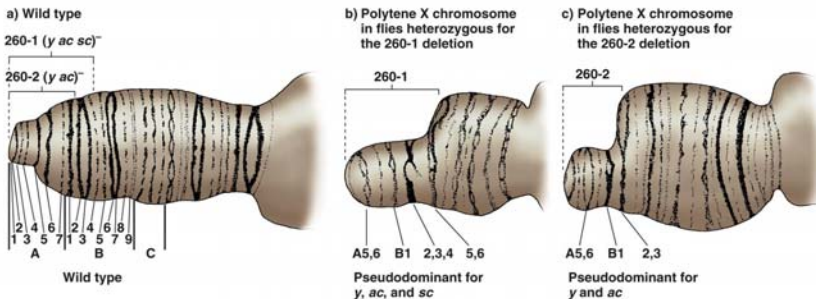 a) Wild type
260-1 (y ac sc)–
260-2 (y ac)–
2 4 6 2 4 6 8
1 3 5 7 1 3 5 7 9
A B C
Wild type
b) Polytene X chromosome
in flies heterozygous for
the 260-1 deletion
260-1
A5,6 B1 2,3,4 5,6
Pseudodominant for
y, ac, and sc
c) Polytene X chromosome
in flies heterozygous for
the 260-2 deletion
260-2
A5,6 B1 2,3
Pseudodominant for
y and ac